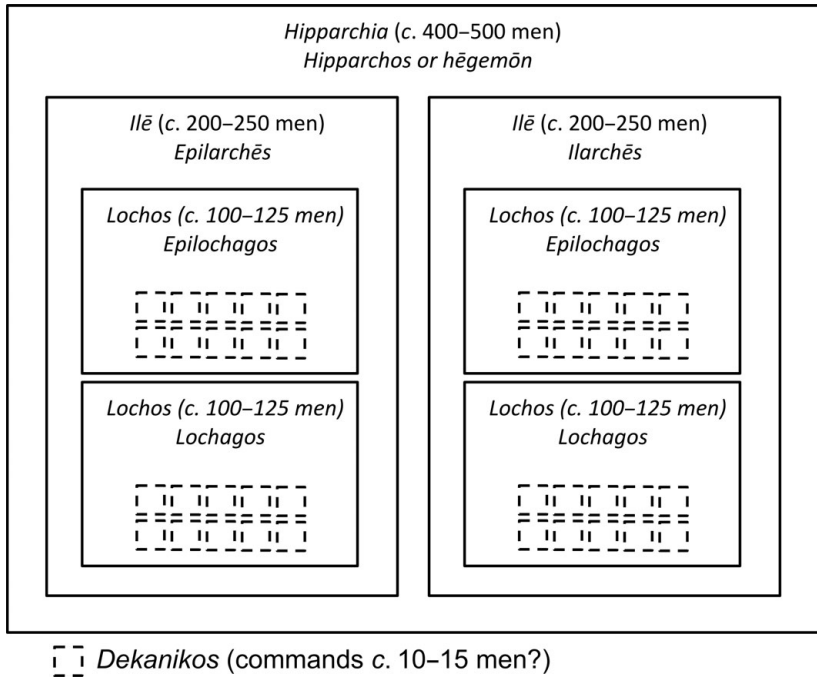 Hipparchia (c. 400–500 men)
Hipparchos or hēgemōn
Ilē (c. 200–250 men)
Epilarchēs
Lochos (c. 100–125 men)
Epilochagos
Lochos (c. 100–125 men)
Lochagos
Ilē (c. 200–250 men)
Ilarchēs
Lochos (c. 100–125 men)
Epilochagos
Lochos (c. 100–125 men)
Lochagos
Dekanikos (commands c. 10–15 men?)